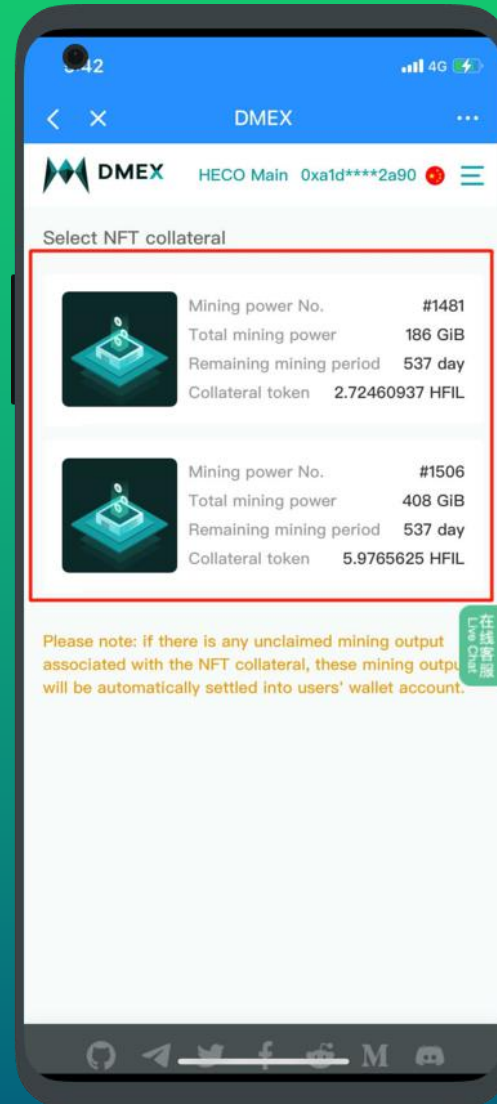 4G
DMEX
DMEX HECO Main 0xa1d****2a90
Select NFT collateral
Mining power No. #1481
Total mining power 186 GiB
Remaining mining period 537 day
Collateral token 2.72460937 HFIL
Mining power No. #1506
Total mining power 408 GiB
Remaining mining period 537 day
Collateral token 5.9765625 HFIL
在线客服
Live Chat
Please note: if there is any unclaimed mining output
associated with the NFT collateral, these mining
will be automatically settled into users' wallet account.